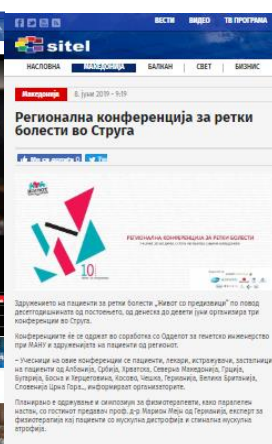 ВЕСТИ ВИДЕО ТВ ПРОГРАМА
sitel
НАСЛОВНА МАКЕДОНИЈА БАЛКАН СВЕТ БИЗНИС
Македонија 8. јуни 2019 - 9:19
Регионална конференција за ретки
болести во Струга
10
РЕГИОНАЛНА КОНФЕРЕНЦИЈА ЗА РЕТКИ БОЛЕСТИ
Здружението на пациенти за ретки болести „Живот со предизвици“ по повод
десетгодишнината од постоењето, од денеска до девети јуни организира три
конференции во Струга.
Конференциите ќе се одржат во соработка со Одделот за генетско инженерство
при МАНУ и здруженијата на пациенти од регионот.
– Учесници на овие конференции се пациенти, лекари, истражувачи, застапници
на пациенти од Албанија, Србија, Хрватска, Северна Македонија, Грција,
Бугарија, Босна и Херцеговина, Косово, Чешка, Германија, Велика Британија,
Словенија Црна Гора..., информираат организаторите.
Планирано е одржување и симпозиум за физиотерапевти, како паралелен
настан, со гостинот предавач проф. д-р Марион Мејн од Германија, експерт за
физиотерапија кај пациенти со мускулна дистрофија и спинална мускулна
атрофија.